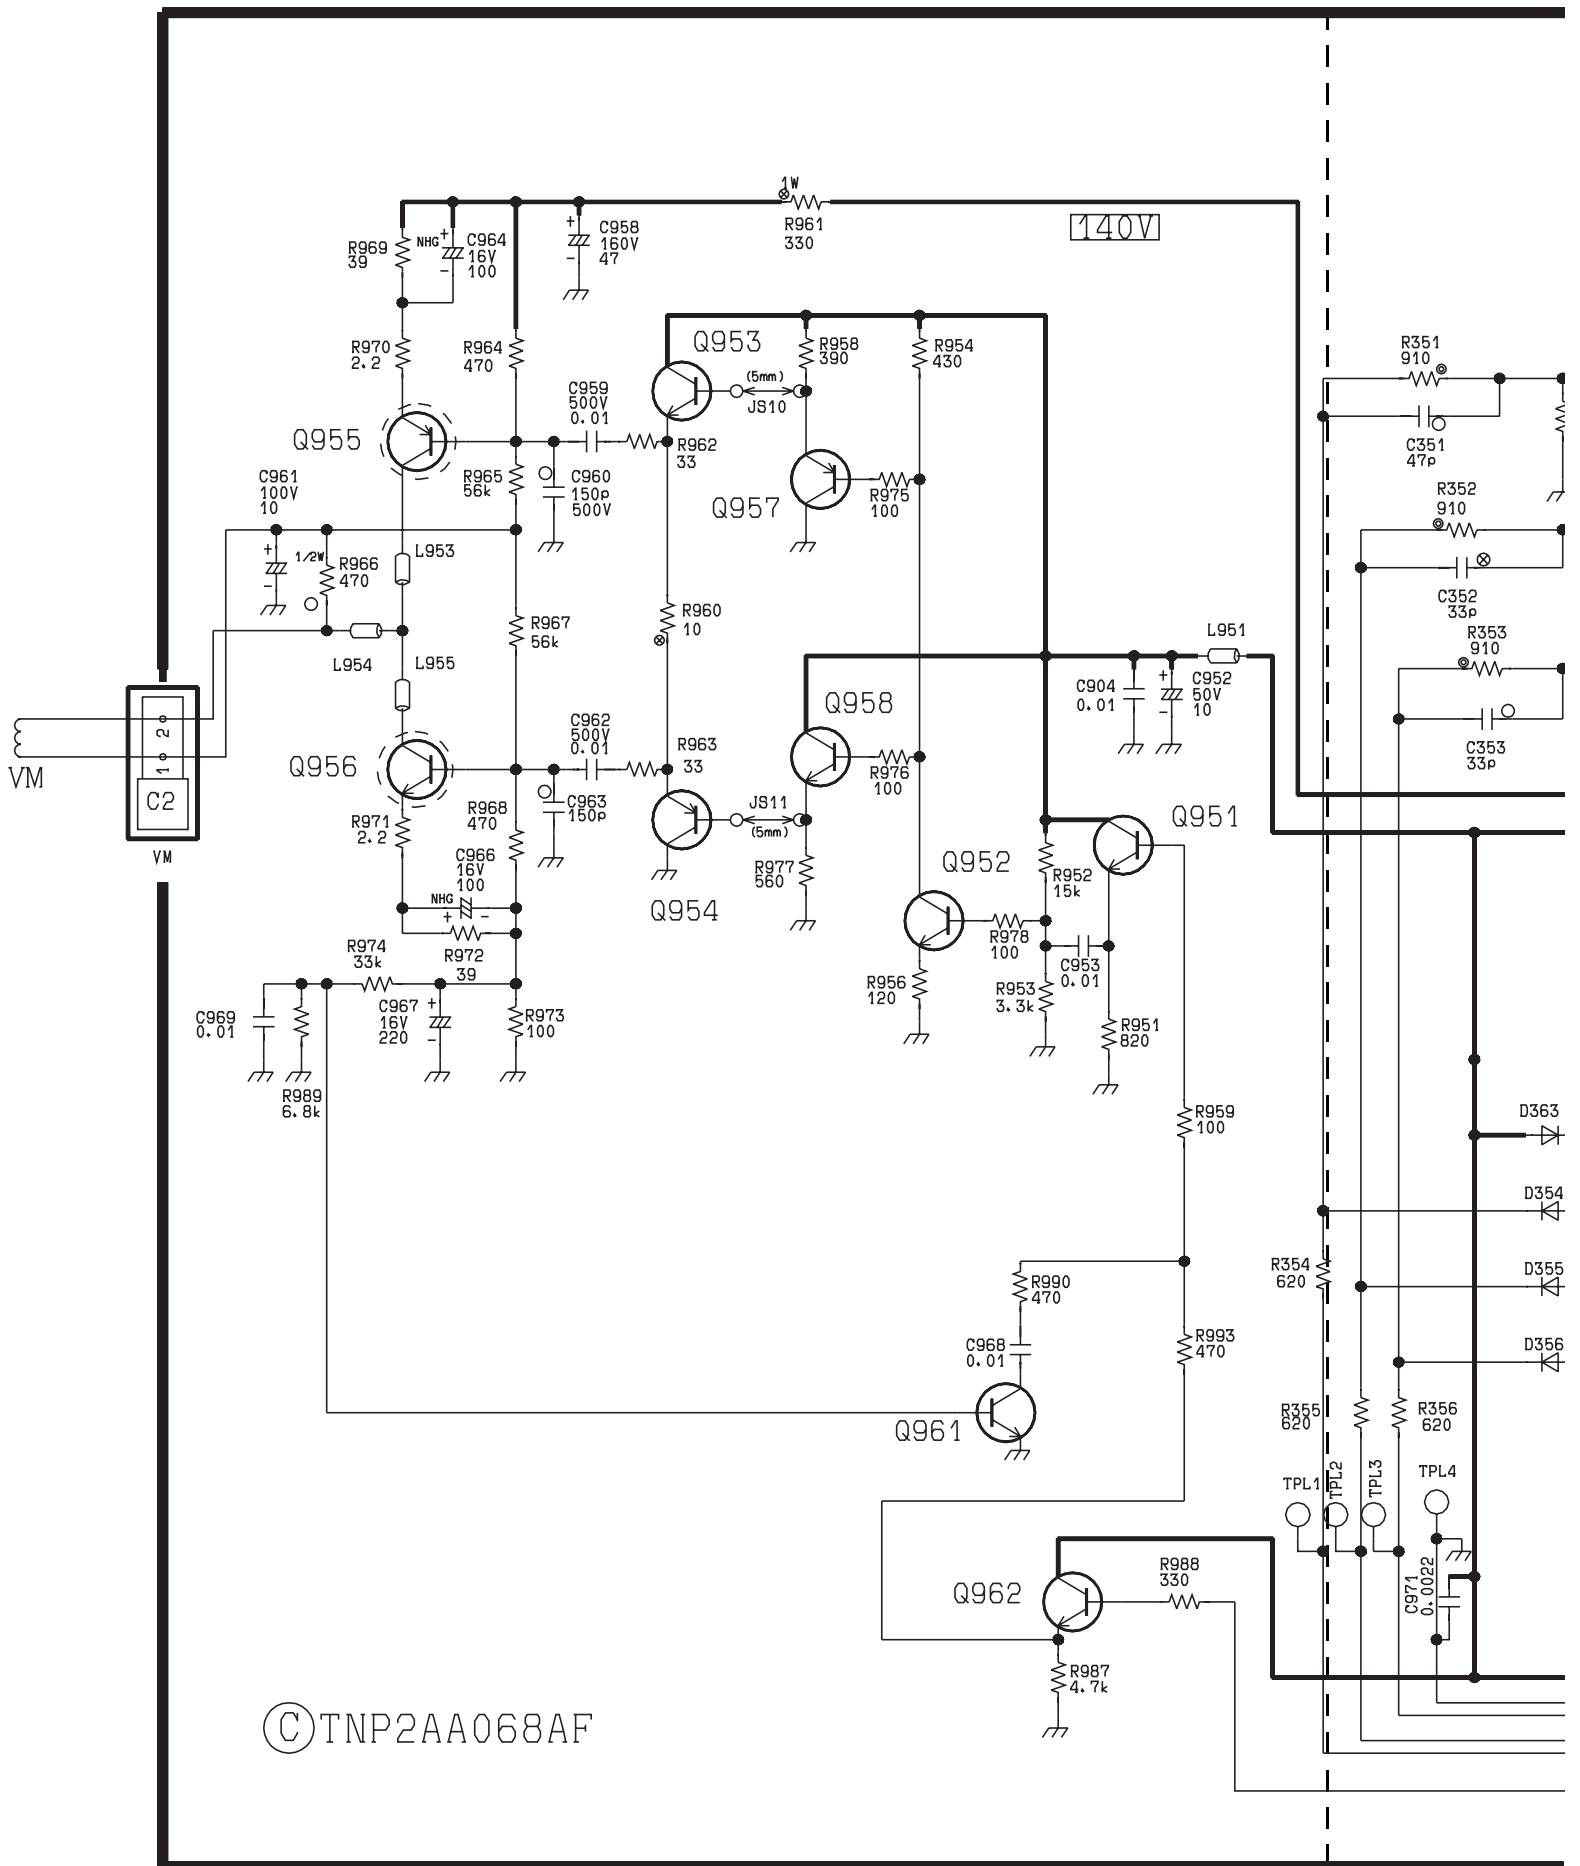 1W
R961
330
140V
R969
39
NHG
+
C964
16V
100
-
+
C958
160V
47
-
R970
2.2
R964
470
Q953
R958
390
R954
430
(5mm)
JS10
R351
910
C351
47p
C959
500V
0.01
Q955
R962
33
C961
100V
10
R965
56k
C960
150p
500V
Q957
R975
100
R352
910
+
-
1/2W
R966
470
L953
C352
33p
R967
56k
R960
10
R353
910
L951
L954
L955
C904
0.01
+
C952
50V
10
-
C353
33p
VM
2
1
C2
VM
Q956
C962
500V
0.01
R963
33
Q958
R976
100
R971
2.2
R968
470
C963
150p
JS11
(5mm)
Q951
C966
16V
100
NHG
+
-
Q954
R977
560
Q952
R952
15k
R978
100
C953
0.01
R974
33k
R972
39
R956
120
R953
3.3k
C969
0.01
C967
16V
220
+
-
R973
100
R951
820
R989
6.8k
R959
100
D363
D354
R990
470
R354
620
D355
C968
0.01
R993
470
D356
Q961
R355
620
R356
620
TPL1
TPL2
TPL3
TPL4
Q962
R988
330
C971
0.0022
R987
4.7k
C TNP2AA068AF